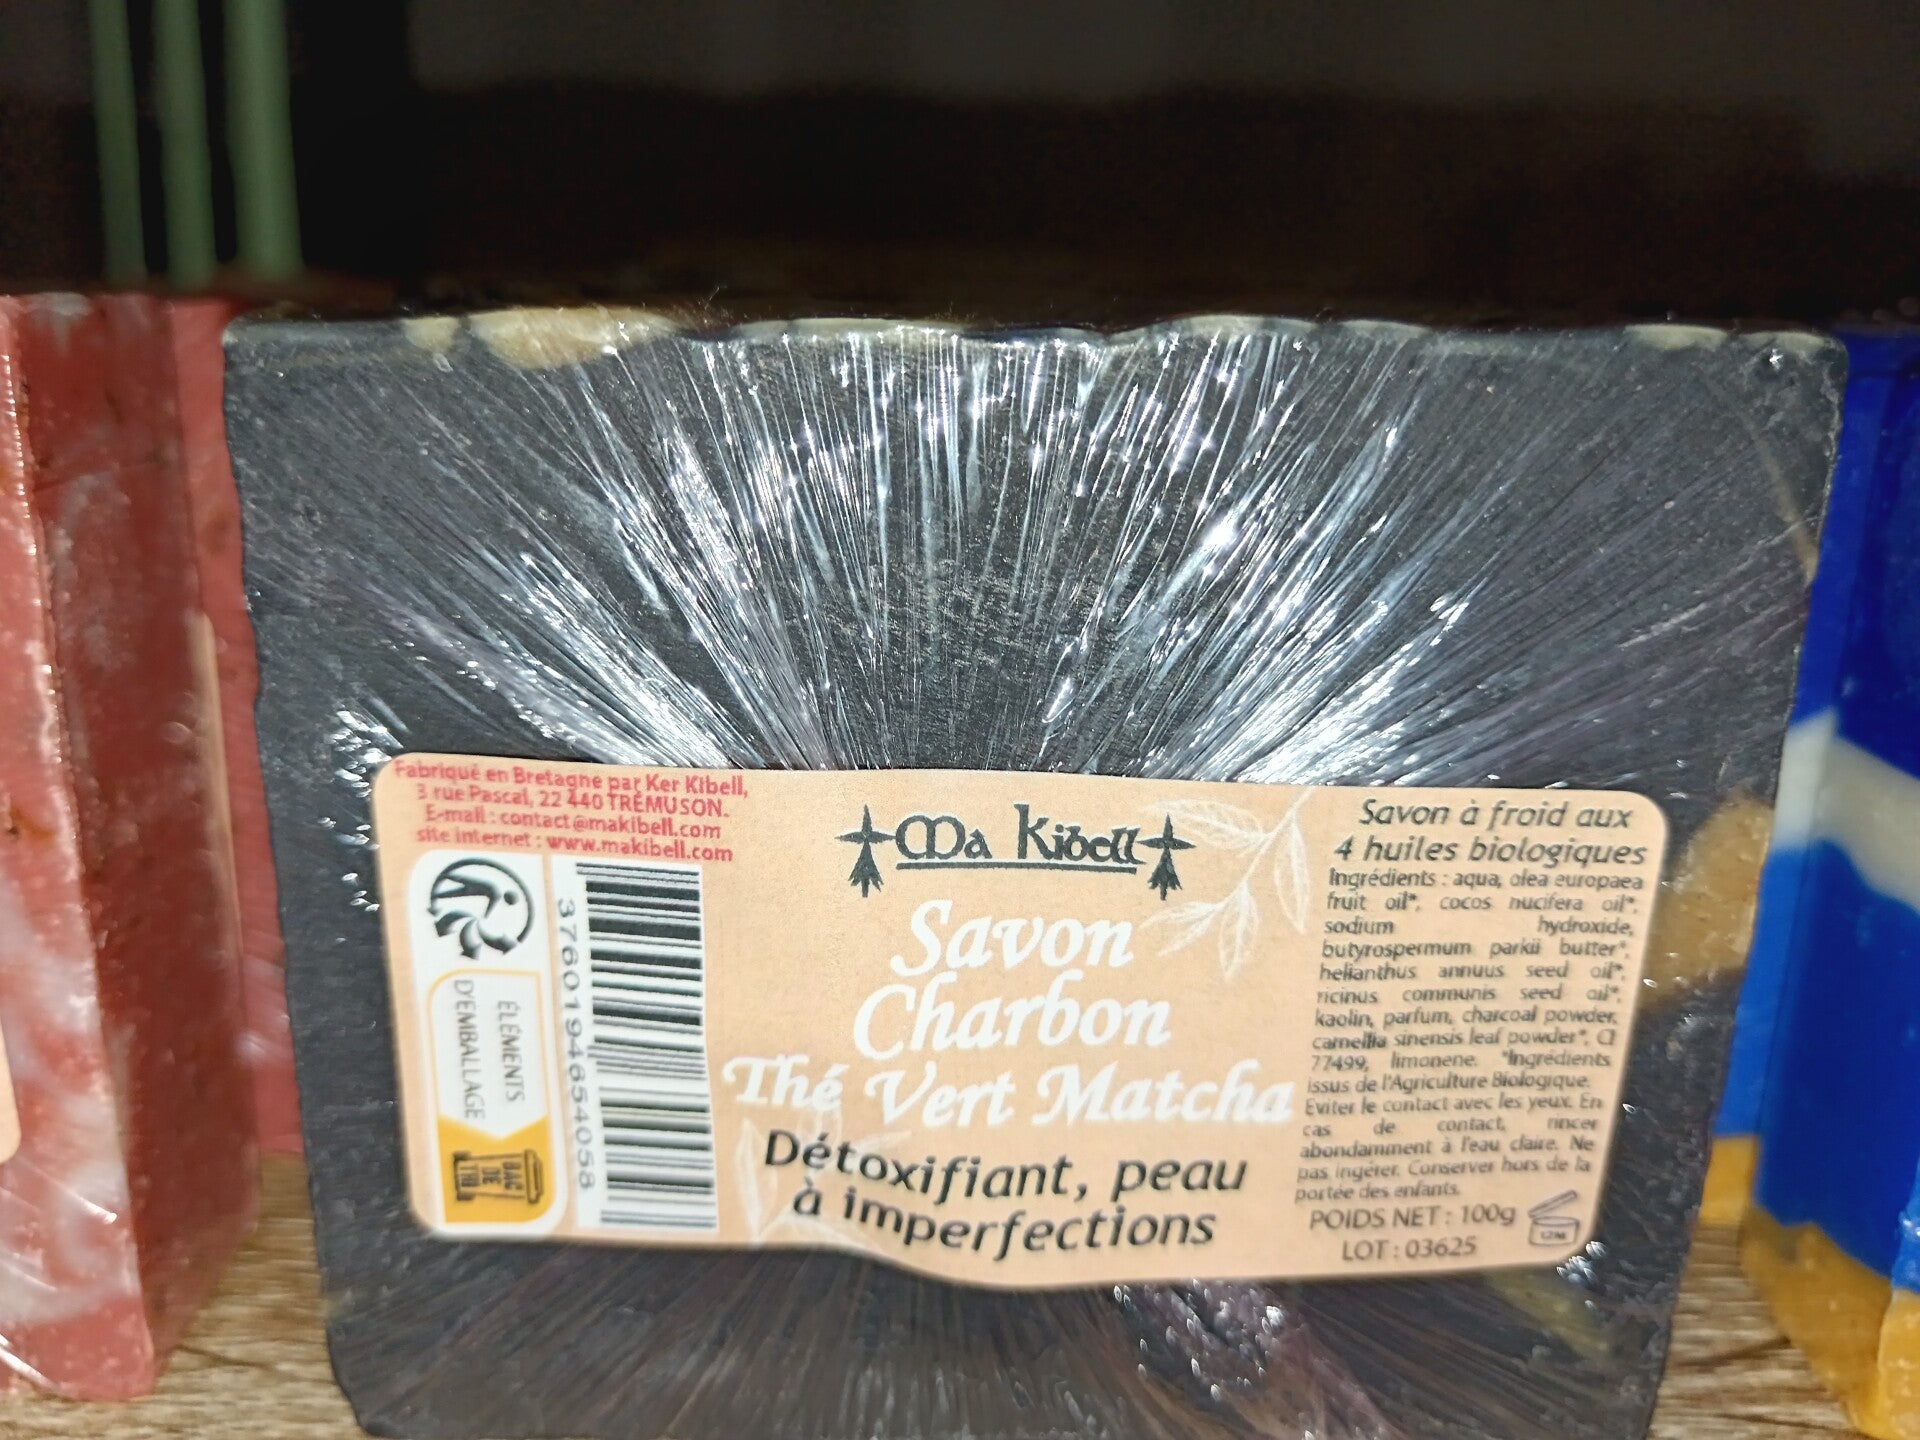 Fabriqué en Bretagne par Ker Kibell,
3 rue Pascal, 22 440 TRÉMUSON.
E-mail : contact@makibell.com
site internet : www.makibell.com
ÉLÉMENTS
D'EMBALLAGE
BAC
DE
TRI
3760194654058
Ma Kibell
Savon
Charbon
Thé Vert Matcha
Détoxifiant, peau
à imperfections
Savon à froid aux
4 huiles biologiques
Ingrédients : aqua, olea europaea
fruit oil*, cocos nucifera oil*,
sodium hydroxide,
butyrospermum parkii butter*,
helianthus annuus seed oil*,
ricinus communis seed oil*,
kaolin, parfum, charcoal powder,
camellia sinensis leaf powder*, CI
77499, limonene. *Ingrédients
issus de l'Agriculture Biologique.
Eviter le contact avec les yeux. En
cas de contact, rincer
abondamment à l'eau claire. Ne
pas ingérer. Conserver hors de la
portée des enfants.
POIDS NET : 100g
12M
LOT : 03625